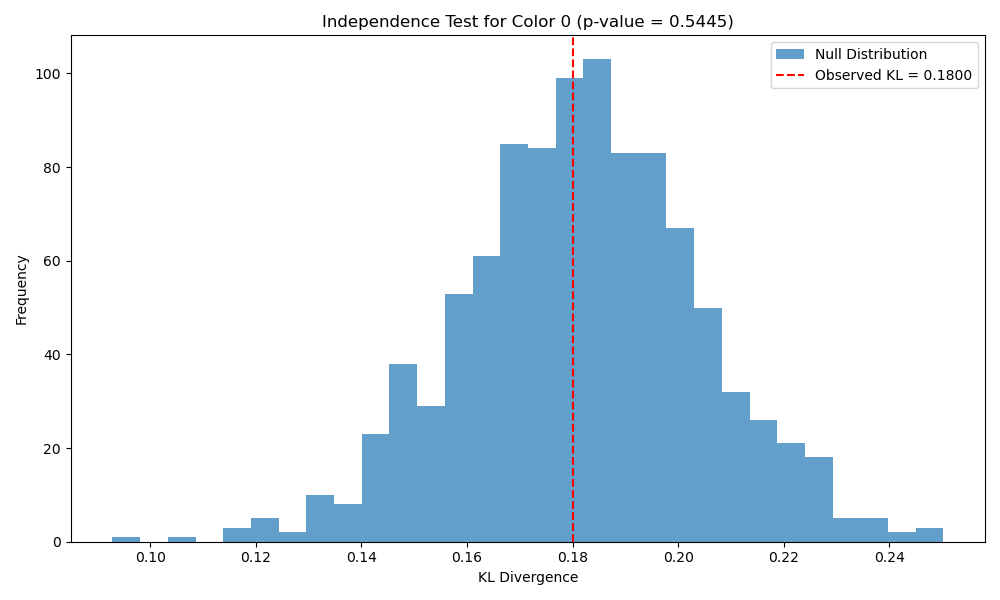 Independence Test for Color 0 (p-value = 0.5445)
Null Distribution
Observed KL = 0.1800
Frequency
100
80
60
40
20
0
0.10 0.12 0.14 0.16 0.18 0.20 0.22 0.24
KL Divergence